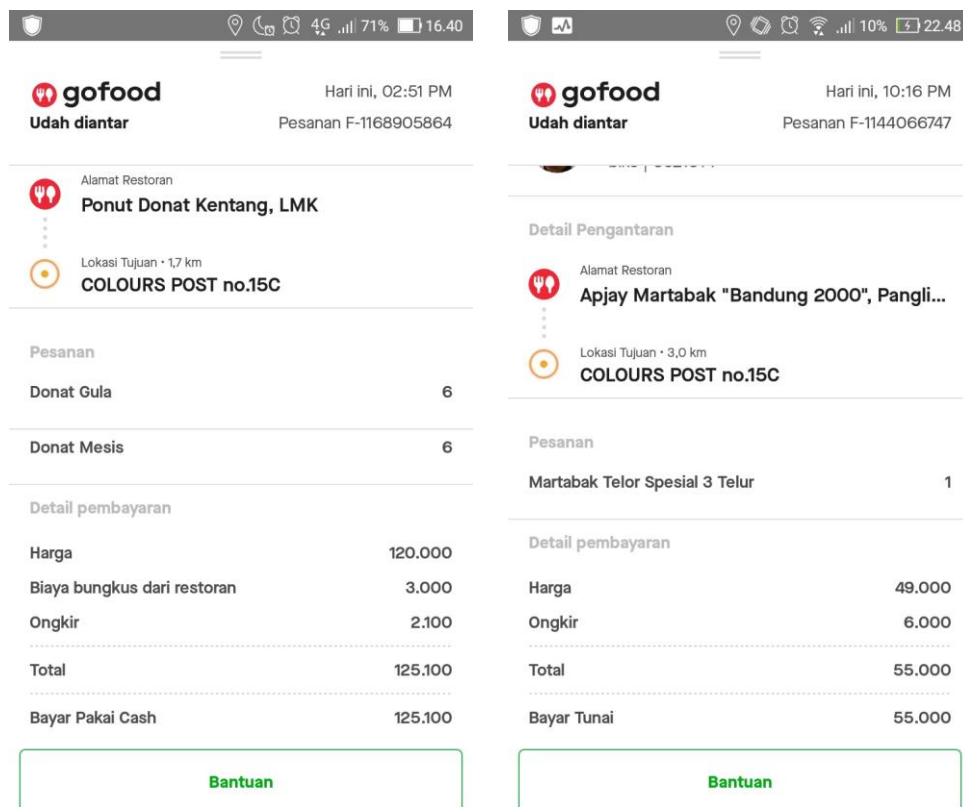 4G 71% 16.40
gofood
Hari ini, 02:51 PM
Udah diantar
Pesanan F-1168905864
Alamat Restoran
Ponut Donat Kentang, LMK
Lokasi Tujuan • 1,7 km
COLOURS POST no.15C
Pesanan
Donat Gula 6
Donat Mesis 6
Detail pembayaran
Harga 120.000
Biaya bungkus dari restoran 3.000
Ongkir 2.100
Total 125.100
Bayar Pakai Cash 125.100
Bantuan
10% 22.48
gofood
Hari ini, 10:16 PM
Udah diantar
Pesanan F-1144066747
Detail Pengantaran
Alamat Restoran
Apjay Martabak "Bandung 2000", Pangli...
Lokasi Tujuan • 3,0 km
COLOURS POST no.15C
Pesanan
Martabak Telor Spesial 3 Telur 1
Detail pembayaran
Harga 49.000
Ongkir 6.000
Total 55.000
Bayar Tunai 55.000
Bantuan